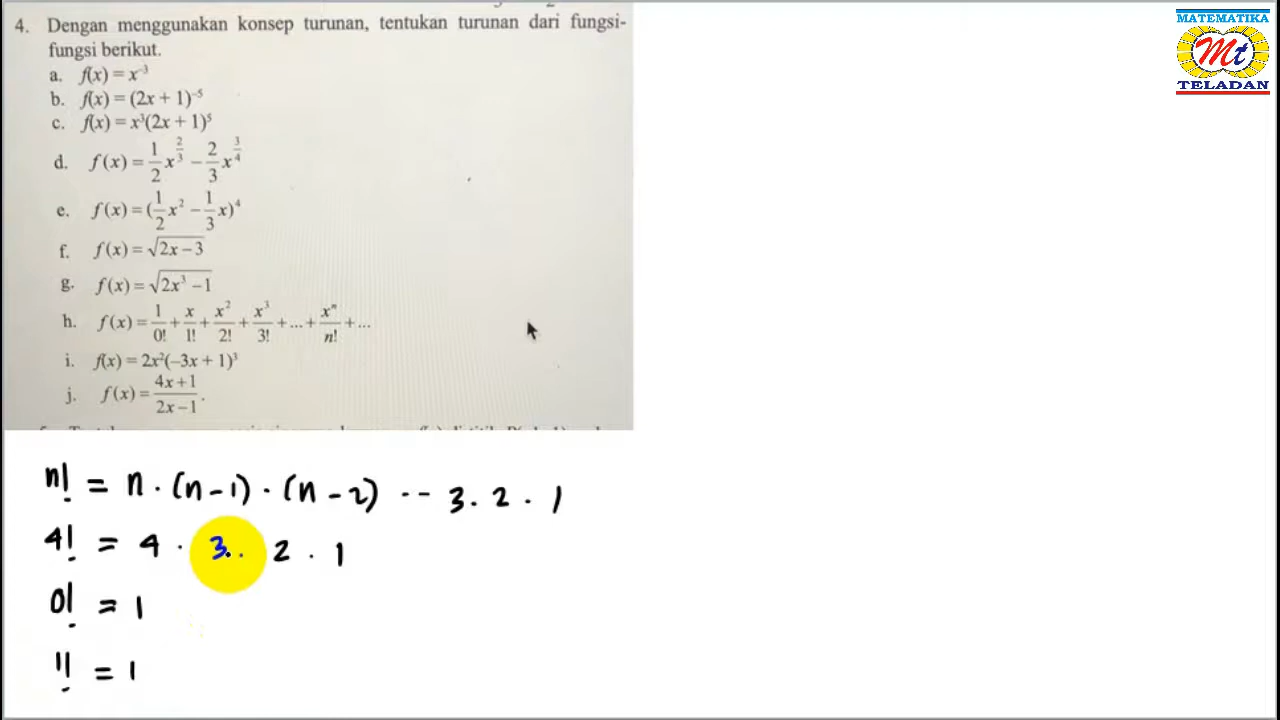 4. Dengan menggunakan konsep turunan, tentukan turunan dari fungsi-
fungsi berikut.
a. f(x) = x⁻³
b. f(x) = (2x + 1)⁻⁵
c. f(x) = x³(2x + 1)⁵
d. f(x) = 1/2 x^(2/3) − 2/3 x^(3/4)
e. f(x) = (1/2 x² − 1/3 x)⁴
f. f(x) = √(2x − 3)
g. f(x) = √(2x³ − 1)
h. f(x) = 1/0! + x/1! + x²/2! + x³/3! + ... + xⁿ/n! + ...
i. f(x) = 2x²(−3x + 1)³
j. f(x) = (4x + 1)/(2x − 1).
MATEMATIKA
Mt
TELADAN
n! = n · (n − 1) · (n − 2) ·· 3 . 2 . 1
4! = 4 · 3 . 2 . 1
0! = 1
1! = 1